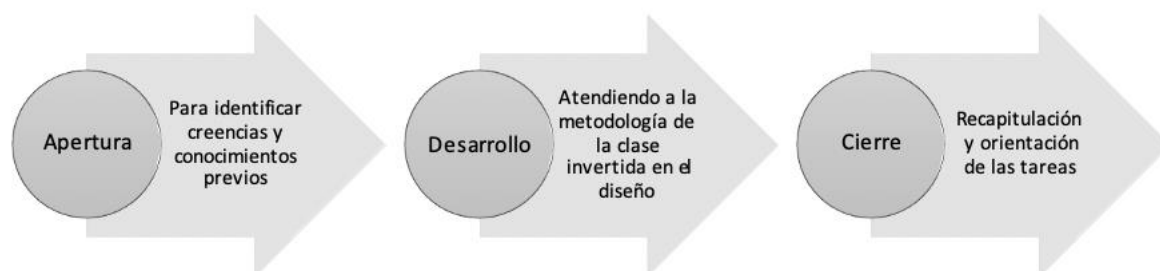 Apertura
Para identificar
creencias y
conocimientos
previos
Desarrollo
Atendiendo a la
metodología de
la clase
invertida en el
diseño
Cierre
Recapitulación
y orientación
de las tareas